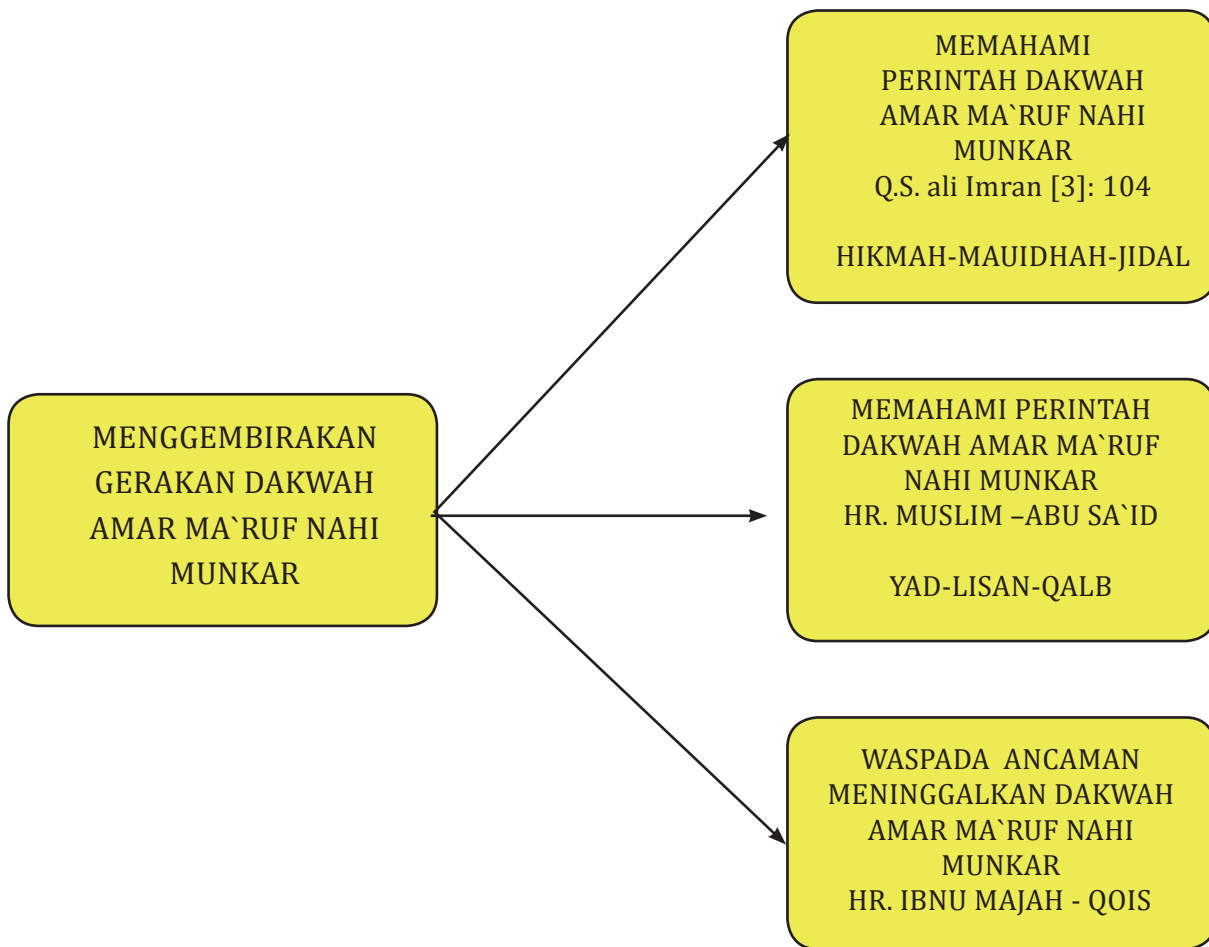 MENGGEMBIRAKAN
GERAKAN DAKWAH
AMAR MA`RUF NAHI
MUNKAR
MEMAHAMI
PERINTAH DAKWAH
AMAR MA`RUF NAHI
MUNKAR
Q.S. ali Imran [3]: 104
HIKMAH-MAUIDHAH-JIDAL
MEMAHAMI PERINTAH
DAKWAH AMAR MA`RUF
NAHI MUNKAR
HR. MUSLIM –ABU SA`ID
YAD-LISAN-QALB
WASPADA ANCAMAN
MENINGGALKAN DAKWAH
AMAR MA`RUF NAHI
MUNKAR
HR. IBNU MAJAH - QOIS